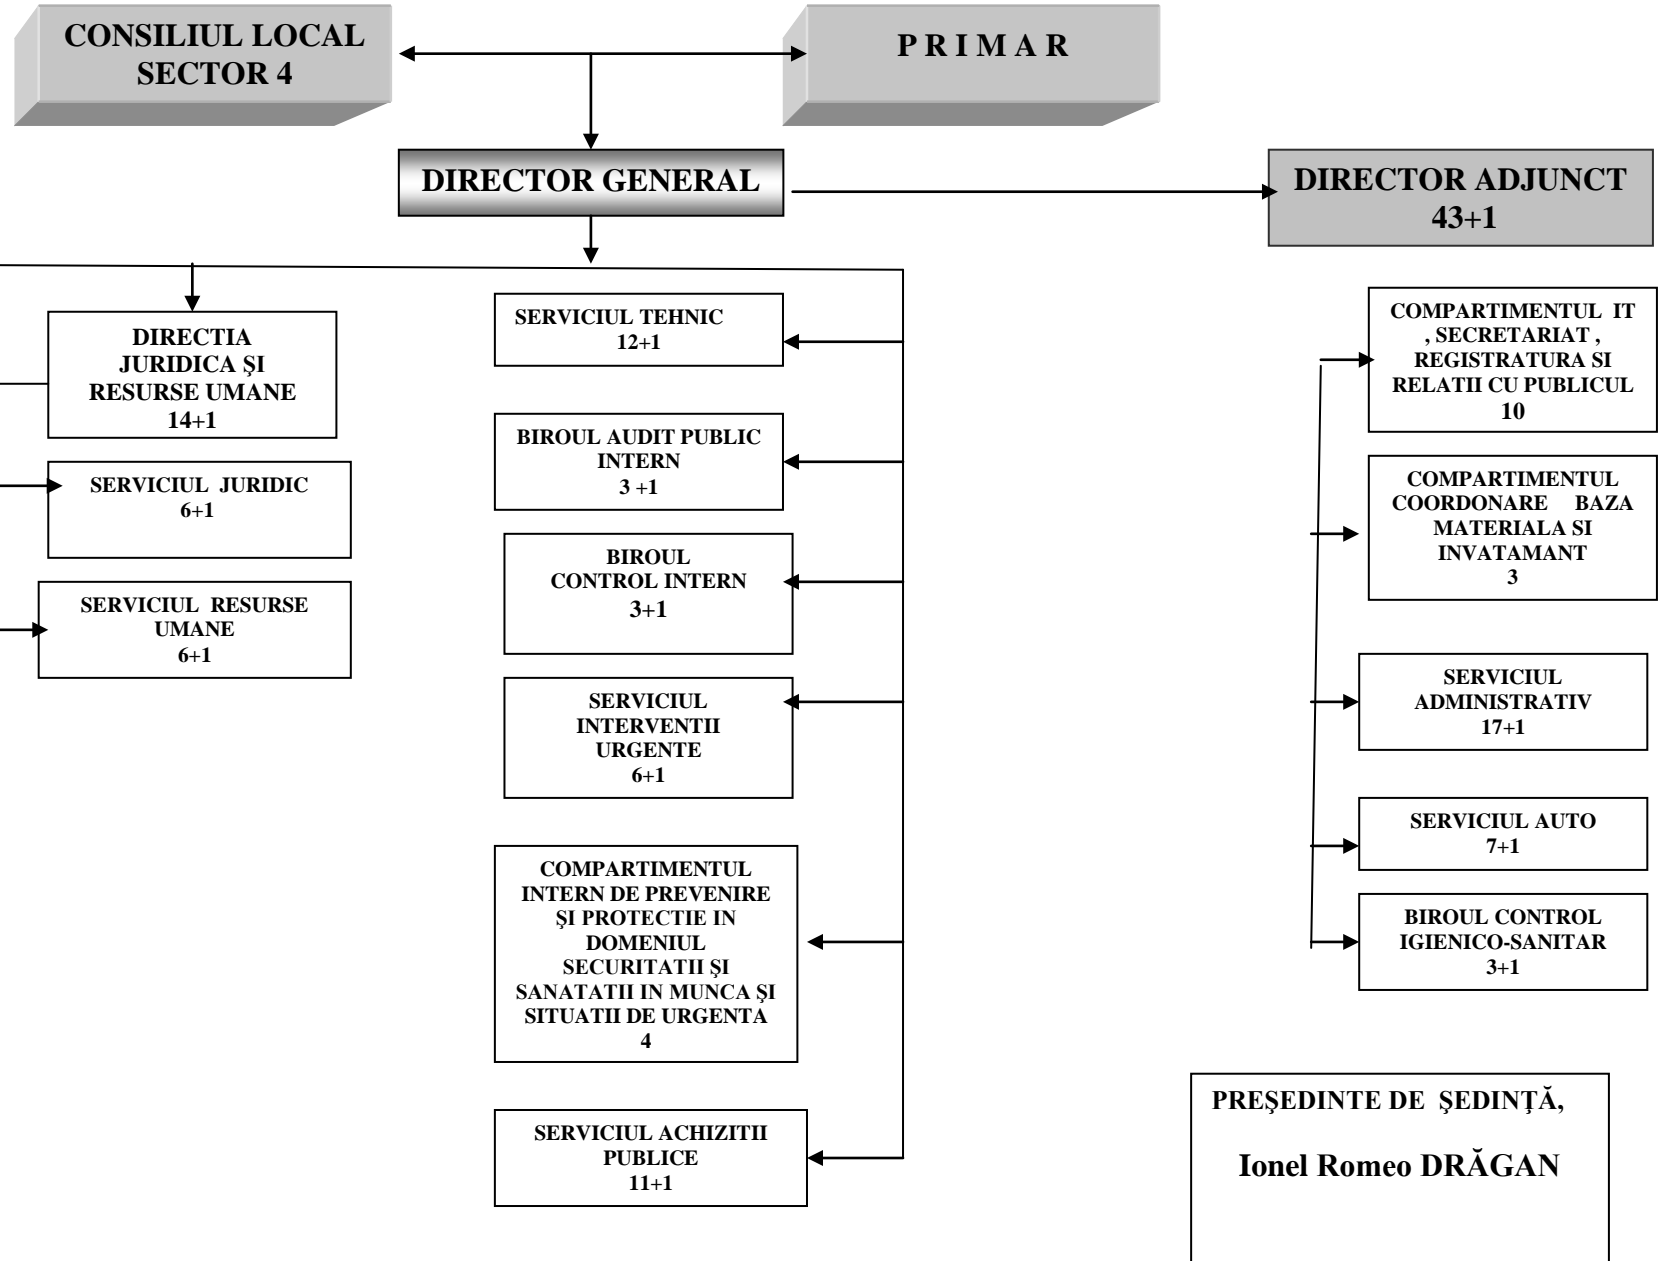 CONSILIUL LOCAL
SECTOR 4
P R I M A R
DIRECTOR GENERAL
DIRECTOR ADJUNCT
43+1
DIRECTIA
JURIDICA ŞI
RESURSE UMANE
14+1
SERVICIUL JURIDIC
6+1
SERVICIUL RESURSE
UMANE
6+1
SERVICIUL TEHNIC
12+1
BIROUL AUDIT PUBLIC
INTERN
3 +1
BIROUL
CONTROL INTERN
3+1
SERVICIUL
INTERVENTII
URGENTE
6+1
COMPARTIMENTUL
INTERN DE PREVENIRE
ŞI PROTECTIE IN
DOMENIUL
SECURITATII ŞI
SANATATII IN MUNCA ŞI
SITUATII DE URGENTA
4
SERVICIUL ACHIZITII
PUBLICE
11+1
COMPARTIMENTUL IT
, SECRETARIAT ,
REGISTRATURA SI
RELATII CU PUBLICUL
10
COMPARTIMENTUL
COORDONARE BAZA
MATERIALA SI
INVATAMANT
3
SERVICIUL
ADMINISTRATIV
17+1
SERVICIUL AUTO
7+1
BIROUL CONTROL
IGIENICO-SANITAR
3+1
PREŞEDINTE DE ŞEDINŢĂ,
Ionel Romeo DRĂGAN